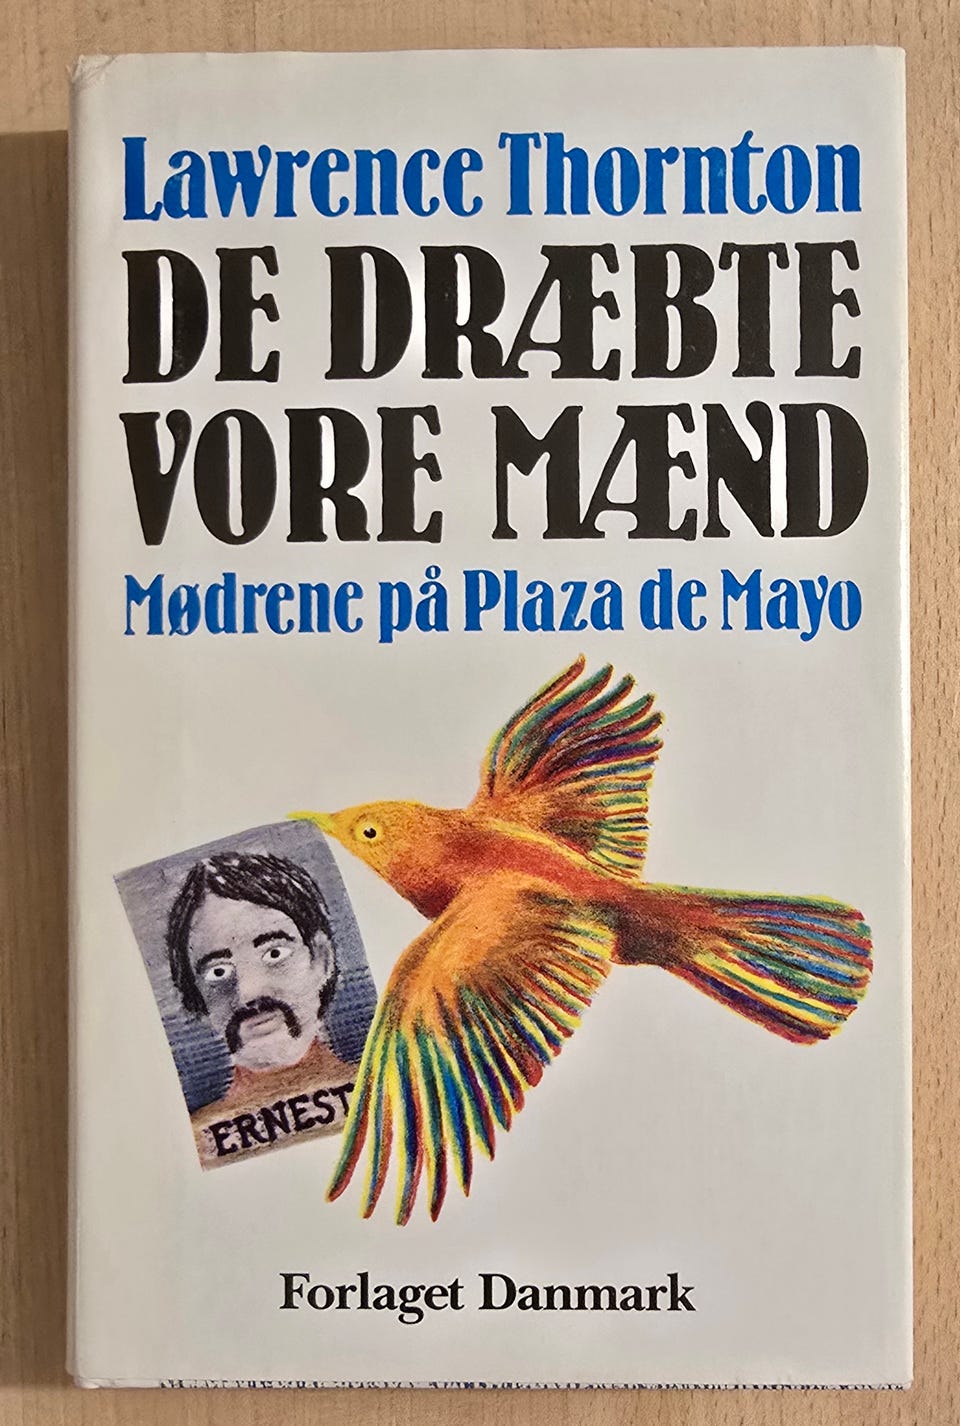 Lawrence Thornton
DE DRÆBTE
VORE MÆND
Mødrene på Plaza de Mayo
ERNEST
Forlaget Danmark